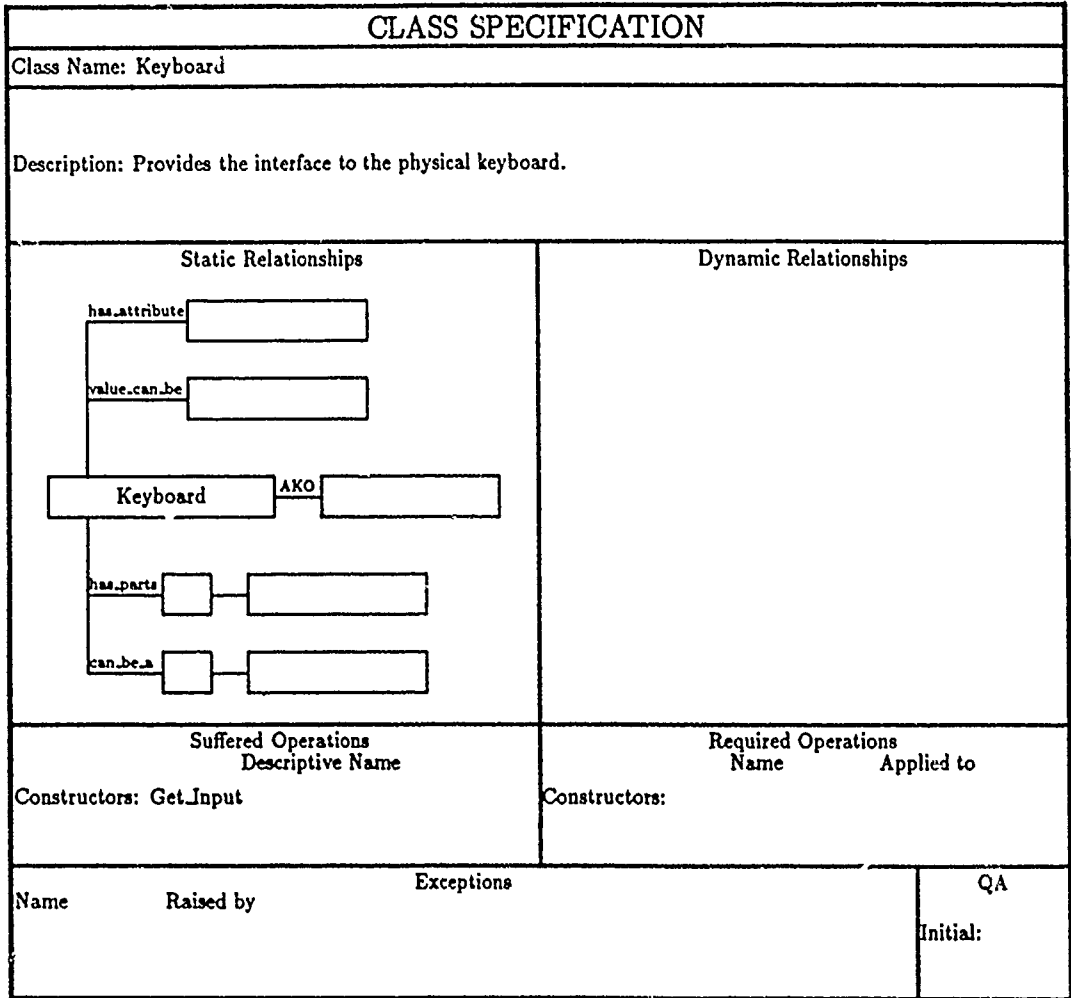 CLASS SPECIFICATION
Class Name: Keyboard
Description: Provides the interface to the physical keyboard.
Static Relationships
has_attribute
value_can_be
Keyboard
AKO
has_parts
can_be_a
Dynamic Relationships
Suffered Operations
Descriptive Name
Constructors: Get_Input
Required Operations
Name Applied to
Constructors:
Exceptions
Name Raised by
QA
Initial: